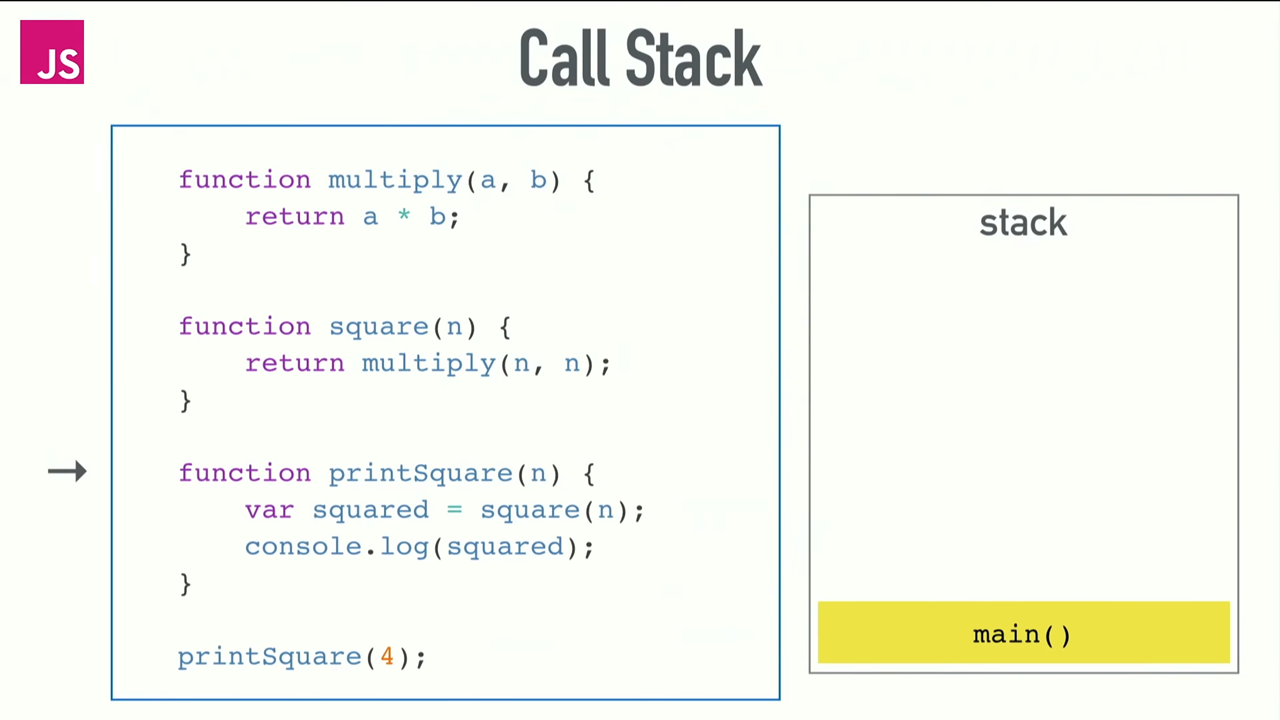 JS
Call Stack
function multiply(a, b) {
    return a * b;
}
function square(n) {
    return multiply(n, n);
}
function printSquare(n) {
    var squared = square(n);
    console.log(squared);
}
printSquare(4);
stack
main()